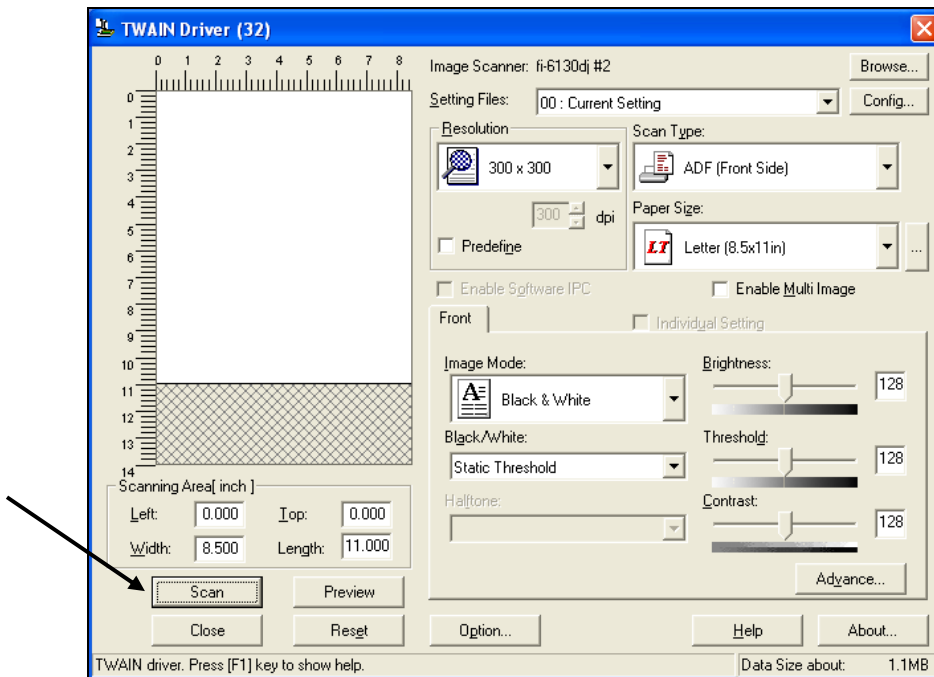 TWAIN Driver (32)
0 1 2 3 4 5 6 7 8
0
1
2
3
4
5
6
7
8
9
10
11
12
13
14
Image Scanner: fi-6130dj #2
Browse...
Setting Files: 00 : Current Setting
Config...
Resolution
300 x 300
300 dpi
Predefine
Scan Type:
ADF (Front Side)
Paper Size:
LT Letter (8.5x11in)
...
Enable Software IPC
Enable Multi Image
Front
Individual Setting
Image Mode:
A Black & White
Black/White:
Static Threshold
Halftone:
Brightness:
128
Threshold:
128
Contrast:
128
Advance...
Scanning Area[ inch ]
Left: 0.000 Top: 0.000
Width: 8.500 Length: 11.000
Scan Preview
Close Reset
Option... Help About...
TWAIN driver. Press [F1] key to show help.
Data Size about: 1.1MB